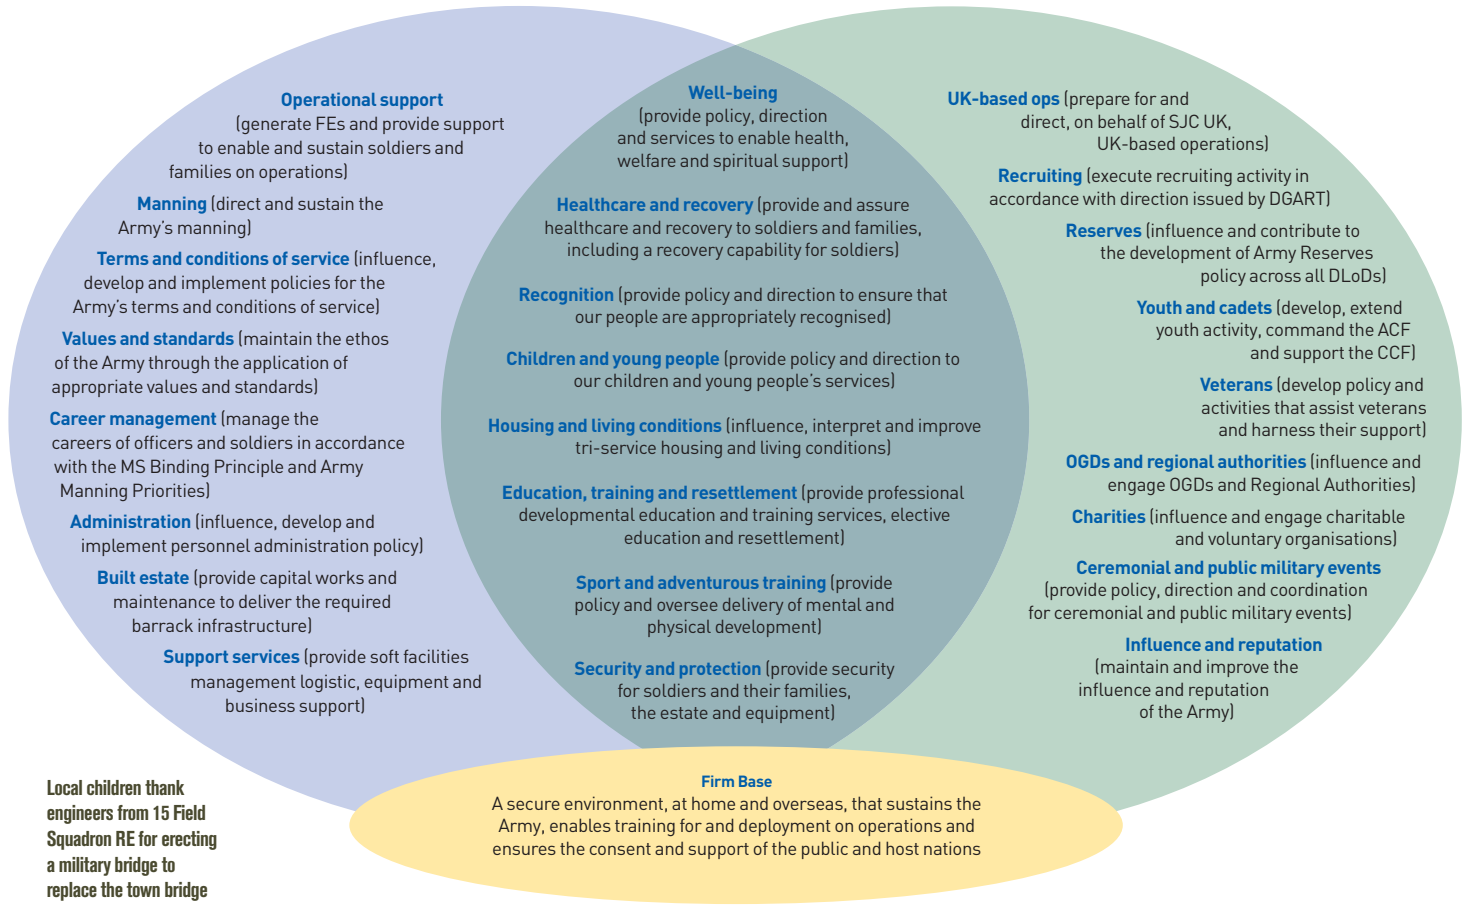 Operational support
(generate FEs and provide support
to enable and sustain soldiers and
families on operations)
Manning (direct and sustain the
Army's manning)
Terms and conditions of service (influence,
develop and implement policies for the
Army's terms and conditions of service)
Values and standards (maintain the ethos
of the Army through the application of
appropriate values and standards)
Career management (manage the
careers of officers and soldiers in accordance
with the MS Binding Principle and Army
Manning Priorities)
Administration (influence, develop and
implement personnel administration policy)
Built estate (provide capital works and
maintenance to deliver the required
barrack infrastructure)
Support services (provide soft facilities
management logistic, equipment and
business support)
Well-being
(provide policy, direction
and services to enable health,
welfare and spiritual support)
Healthcare and recovery (provide and assure
healthcare and recovery to soldiers and families,
including a recovery capability for soldiers)
Recognition (provide policy and direction to ensure that
our people are appropriately recognised)
Children and young people (provide policy and direction to
our children and young people's services)
Housing and living conditions (influence, interpret and improve
tri-service housing and living conditions)
Education, training and resettlement (provide professional
developmental education and training services, elective
education and resettlement)
Sport and adventurous training (provide
policy and oversee delivery of mental and
physical development)
Security and protection (provide security
for soldiers and their families,
the estate and equipment)
UK-based ops (prepare for and
direct, on behalf of SJC UK,
UK-based operations)
Recruiting (execute recruiting activity in
accordance with direction issued by DGART)
Reserves (influence and contribute to
the development of Army Reserves
policy across all DLoDs)
Youth and cadets (develop, extend
youth activity, command the ACF
and support the CCF)
Veterans (develop policy and
activities that assist veterans
and harness their support)
OGDs and regional authorities (influence and
engage OGDs and Regional Authorities)
Charities (influence and engage charitable
and voluntary organisations)
Ceremonial and public military events
(provide policy, direction and coordination
for ceremonial and public military events)
Influence and reputation
(maintain and improve the
influence and reputation
of the Army)
Firm Base
A secure environment, at home and overseas, that sustains the
Army, enables training for and deployment on operations and
ensures the consent and support of the public and host nations
Local children thank
engineers from 15 Field
Squadron RE for erecting
a military bridge to
replace the town bridge